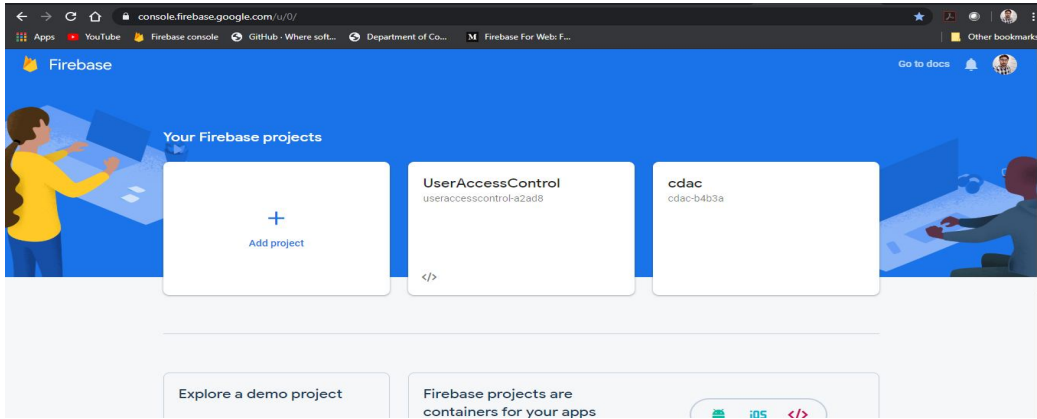 console.firebase.google.com/u/0/
Apps YouTube Firebase console GitHub · Where soft... Department of Co... M Firebase For Web: F... Other bookmarks
Firebase Go to docs
Your Firebase projects
UserAccessControl cdac
useraccesscontrol-a2ad8 cdac-b4b3a
+
Add project
</>
Explore a demo project Firebase projects are
containers for your apps
iOS </>